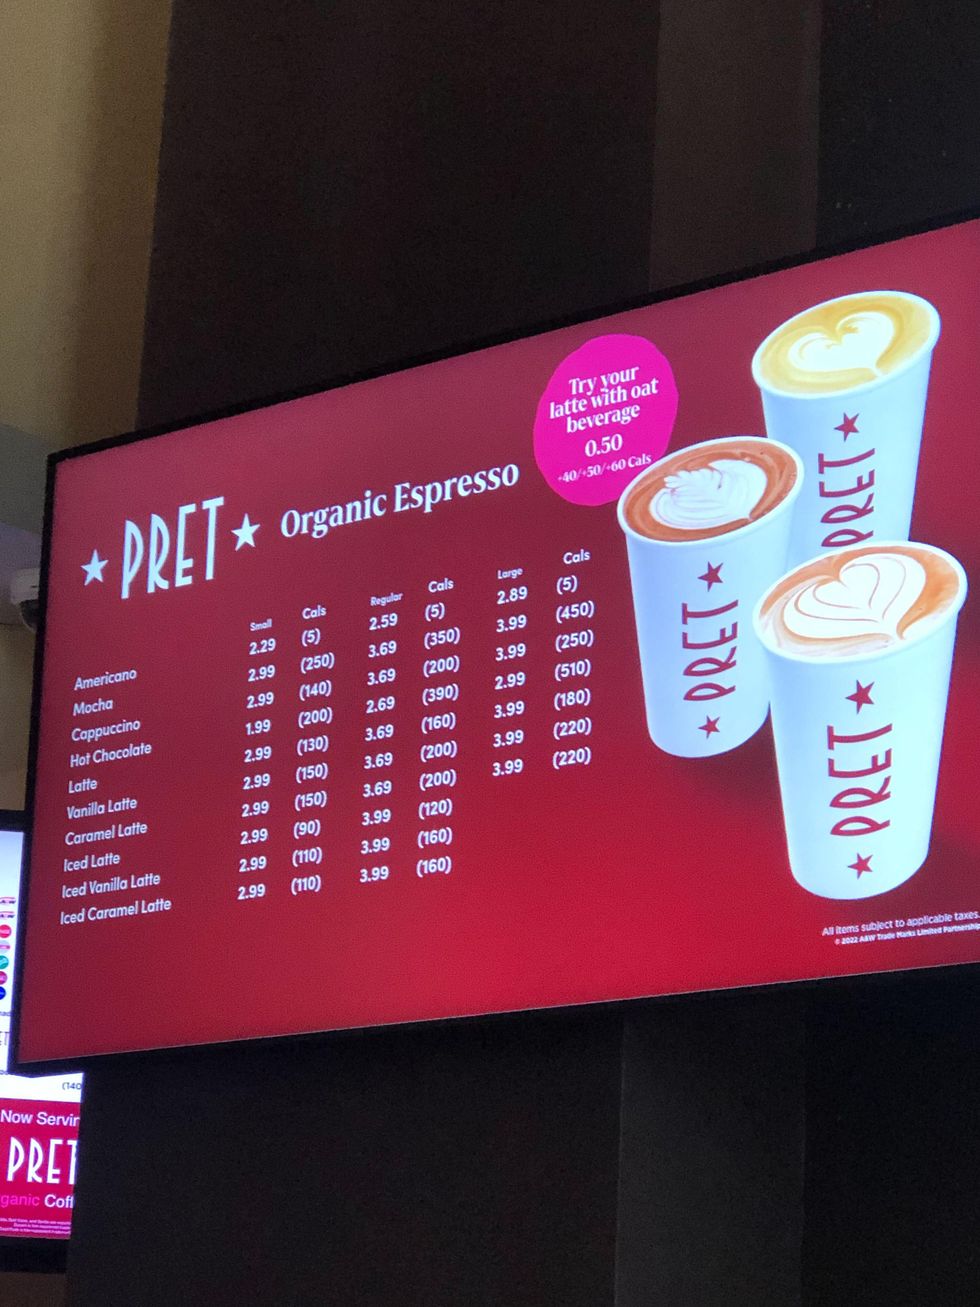 Try your
latte with oat
beverage
0.50
+40/+50/+60 Cals
★ PRET ★ Organic Espresso
Small Cals Regular Cals Large Cals
Americano 2.29 (5) 2.59 (5) 2.89 (5)
Mocha 2.99 (250) 3.69 (350) 3.99 (450)
Cappuccino 2.99 (140) 3.69 (200) 3.99 (250)
Hot Chocolate 1.99 (200) 2.69 (390) 2.99 (510)
Latte 2.99 (130) 3.69 (160) 3.99 (180)
Vanilla Latte 2.99 (150) 3.69 (200) 3.99 (220)
Caramel Latte 2.99 (150) 3.69 (200) 3.99 (220)
Iced Latte 2.99 (90) 3.99 (120)
Iced Vanilla Latte 2.99 (110) 3.99 (160)
Iced Caramel Latte 2.99 (110) 3.99 (160)
★ PRET ★
PRET ★
★ PRET ★
All items subject to applicable taxes.
© 2022 A&W Trade Marks Limited Partnership
(140
Now Servin
PRET
ganic Coff